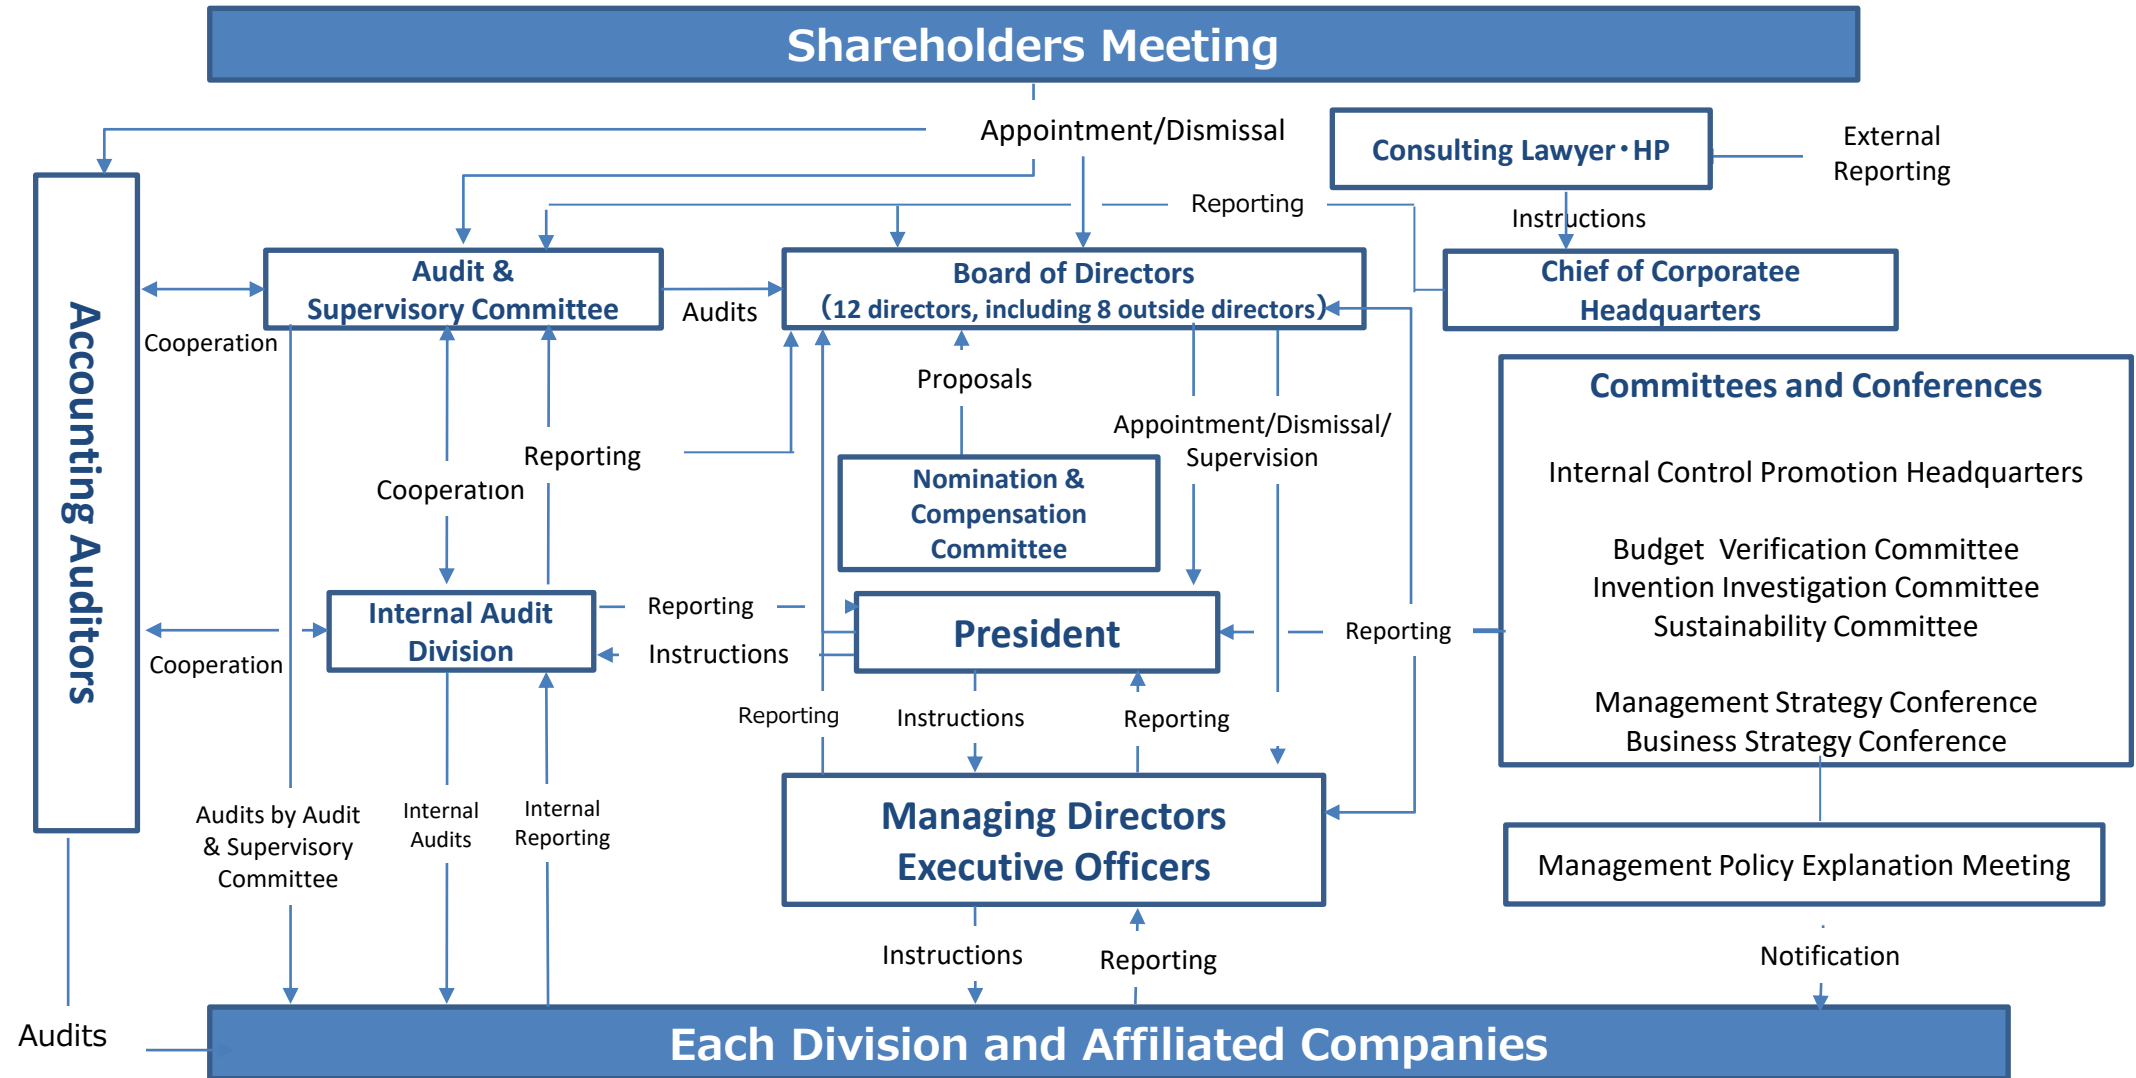 Shareholders Meeting
Appointment/Dismissal
Consulting Lawyer・HP
External
Reporting
Reporting
Instructions
Audit &
Supervisory Committee
Audits
Board of Directors
（12 directors, including 8 outside directors）
Chief of Corporatee
Headquarters
Accounting Auditors
Cooperation
Proposals
Appointment/Dismissal/
Supervision
Reporting
Cooperation
Nomination &
Compensation
Committee
Committees and Conferences
Internal Control Promotion Headquarters
Budget  Verification Committee
Invention Investigation Committee
Sustainability Committee
Management Strategy Conference
Business Strategy Conference
Internal Audit
Division
Reporting
Instructions
President
Reporting
Cooperation
Reporting
Instructions
Reporting
Audits by Audit
& Supervisory
Committee
Internal
Audits
Internal
Reporting
Managing Directors
Executive Officers
Management Policy Explanation Meeting
Instructions
Reporting
Notification
Audits
Each Division and Affiliated Companies